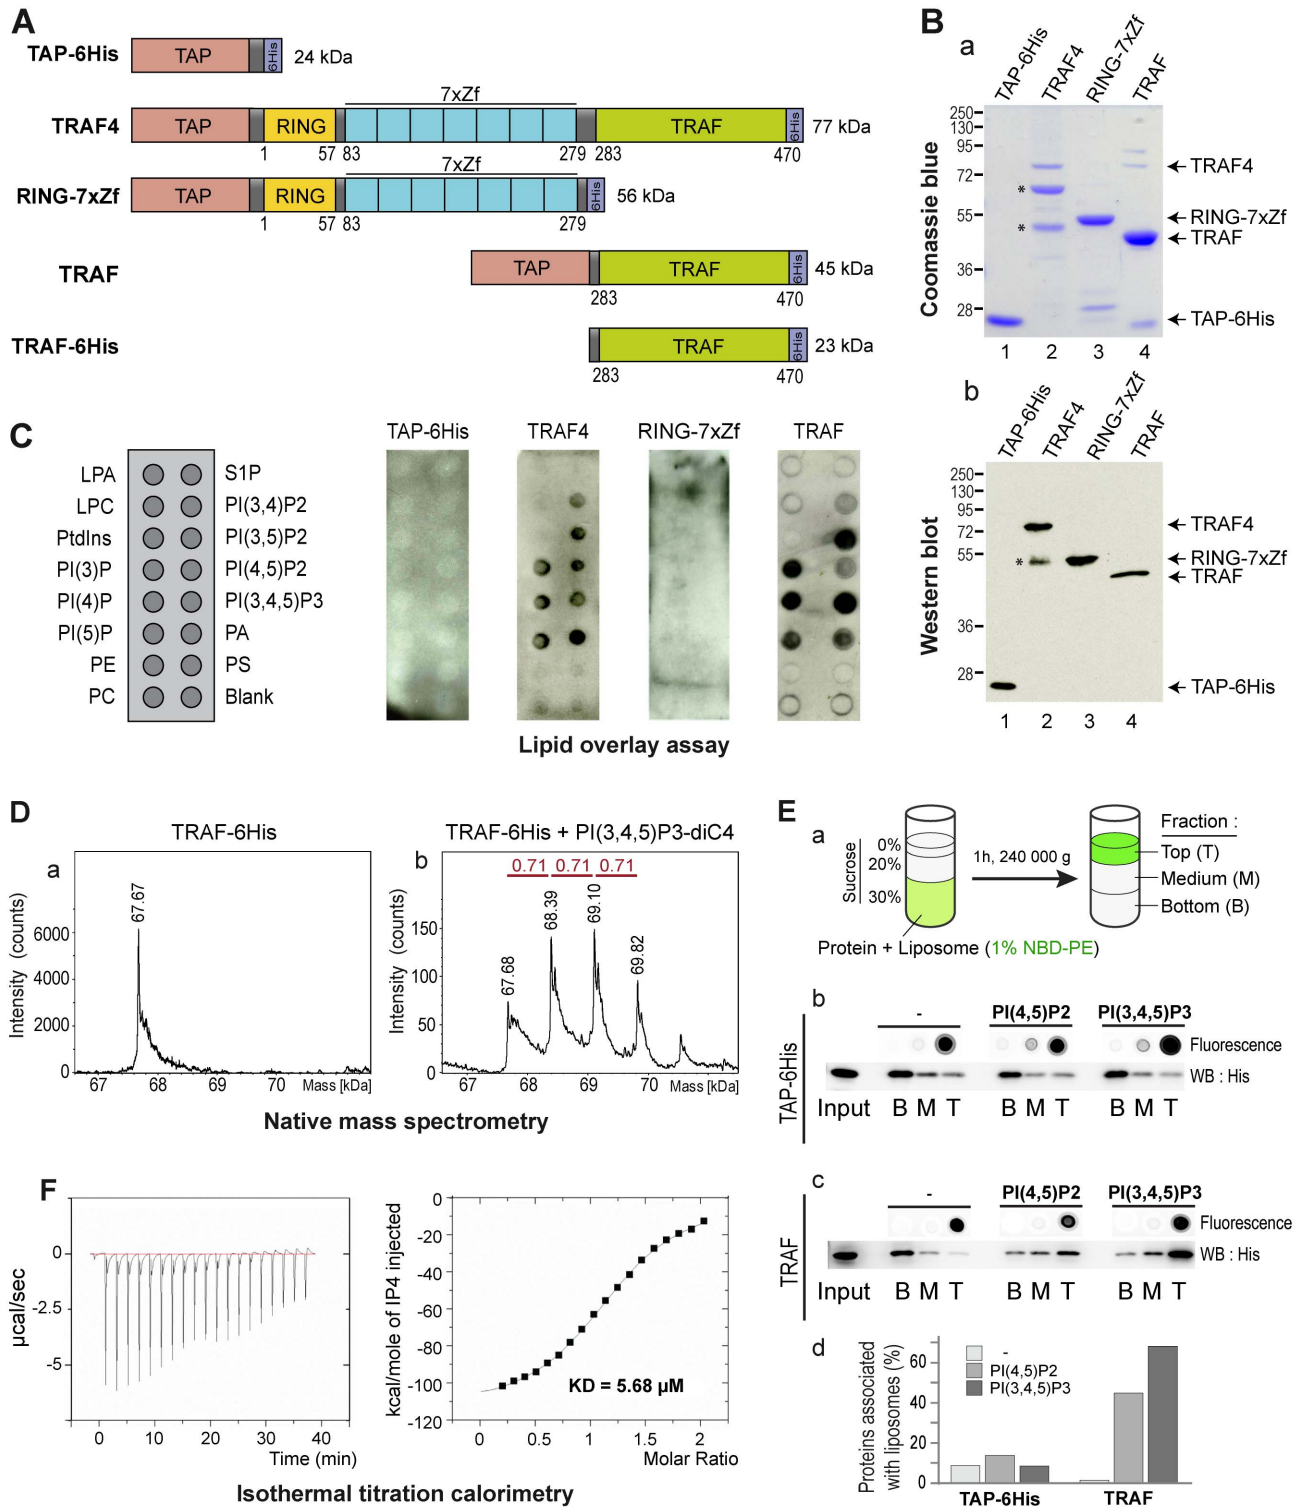 A
TAP-6His
TAP
6His
24 kDa
7xZf
TRAF4
TAP
RING
TRAF
6His
77 kDa
1
57
83
279
283
470
7xZf
RING-7xZf
TAP
RING
6His
56 kDa
1
57
83
279
TRAF
TAP
TRAF
6His
45 kDa
283
470
TRAF-6His
TRAF
6His
23 kDa
283
470
B
a
TAP-6His
TRAF4
RING-7xZf
TRAF
Coomassie blue
250
130
95
72
55
36
28
*
*
TRAF4
RING-7xZf
TRAF
TAP-6His
1 2 3 4
b
TAP-6His
TRAF4
RING-7xZf
TRAF
Western blot
250
130
95
72
55
36
28
*
TRAF4
RING-7xZf
TRAF
TAP-6His
1 2 3 4
C
LPA S1P
LPC PI(3,4)P2
PtdIns PI(3,5)P2
PI(3)P PI(4,5)P2
PI(4)P PI(3,4,5)P3
PI(5)P PA
PE PS
PC Blank
TAP-6His
TRAF4
RING-7xZf
TRAF
Lipid overlay assay
D
TRAF-6His
a
Intensity (counts)
6000
4000
2000
0
67.67
67 68 69 70 Mass [kDa]
TRAF-6His + PI(3,4,5)P3-diC4
b
0.71 0.71 0.71
Intensity (counts)
150
100
50
0
67.68
68.39
69.10
69.82
67 68 69 70 Mass [kDa]
Native mass spectrometry
E
a
Sucrose
0%
20%
30%
1h, 240 000 g
Fraction :
Top (T)
Medium (M)
Bottom (B)
Protein + Liposome (1% NBD-PE)
b
TAP-6His
- PI(4,5)P2 PI(3,4,5)P3
Fluorescence
WB : His
Input B M T B M T B M T
c
TRAF
- PI(4,5)P2 PI(3,4,5)P3
Fluorescence
WB : His
Input B M T B M T B M T
d
Proteins associated
with liposomes (%)
60
40
20
0
-
PI(4,5)P2
PI(3,4,5)P3
TAP-6His TRAF
F
µcal/sec
0
-2.5
-5
0 10 20 30 40
Time (min)
kcal/mole of IP4 injected
0
-20
-40
-60
-80
-100
-120
KD = 5.68 µM
0 0.5 1 1.5 2
Molar Ratio
Isothermal titration calorimetry